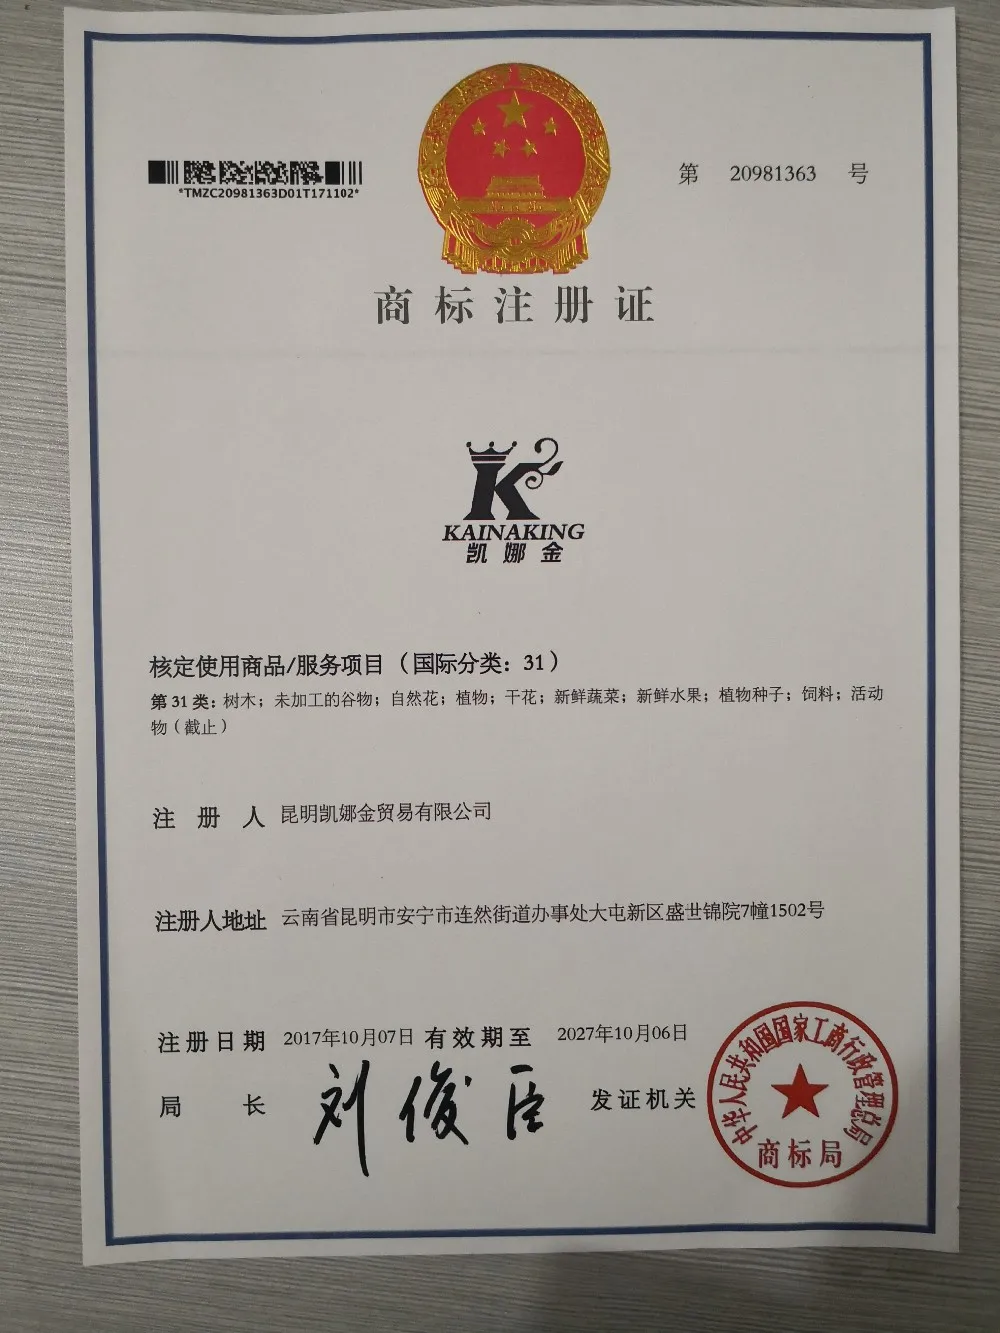 *TMZC20981363D01T171102*
第 20981363 号
商标注册证
KAINAKING
凯娜金
核定使用商品/服务项目（国际分类：31）
第 31 类：树木；未加工的谷物；自然花；植物；干花；新鲜蔬菜；新鲜水果；植物种子；饲料；活动
物（截止）
注册人 昆明凯娜金贸易有限公司
注册人地址 云南省昆明市安宁市连然街道办事处大屯新区盛世锦院7幢1502号
注册日期 2017年10月07日 有效期至 2027年10月06日
局长 刘俊臣 发证机关
中华人民共和国国家工商行政管理总局
商标局